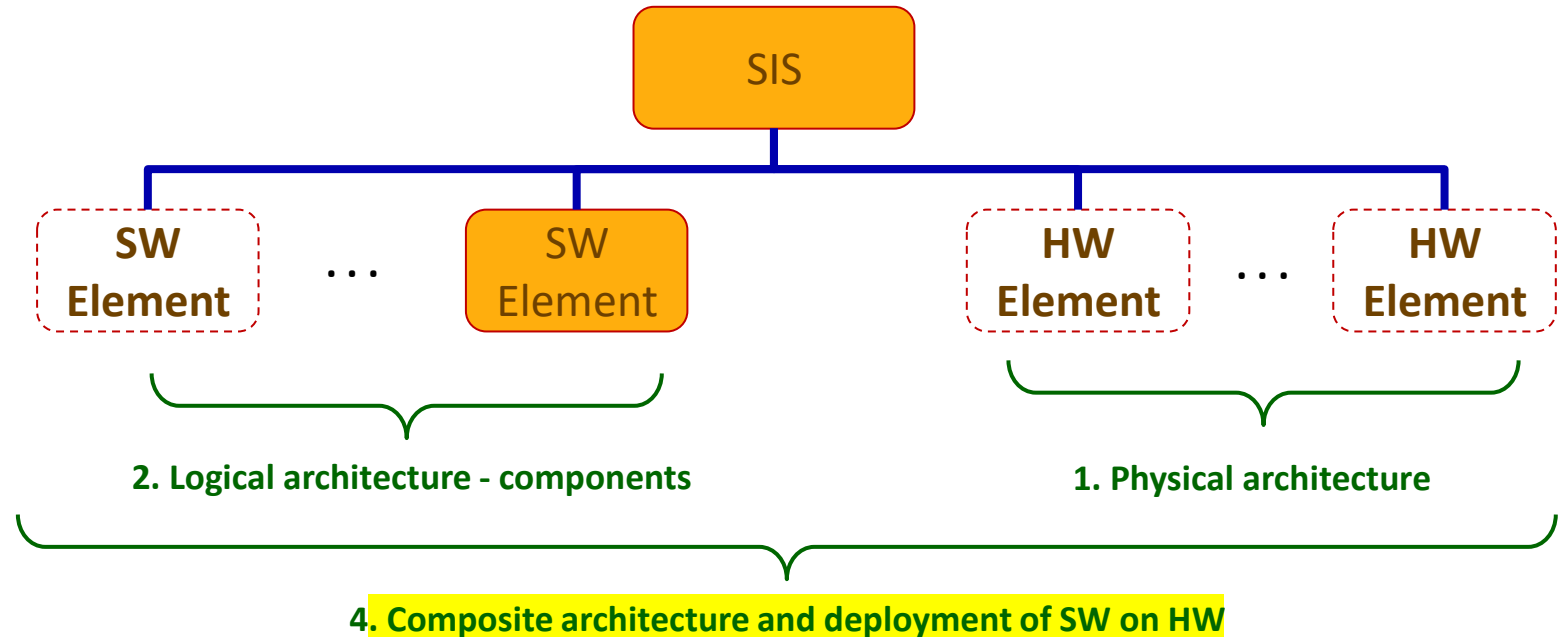 SIS
SW
Element
. . .
SW
Element
HW
Element
. . .
HW
Element
2. Logical architecture - components
1. Physical architecture
4. Composite architecture and deployment of SW on HW